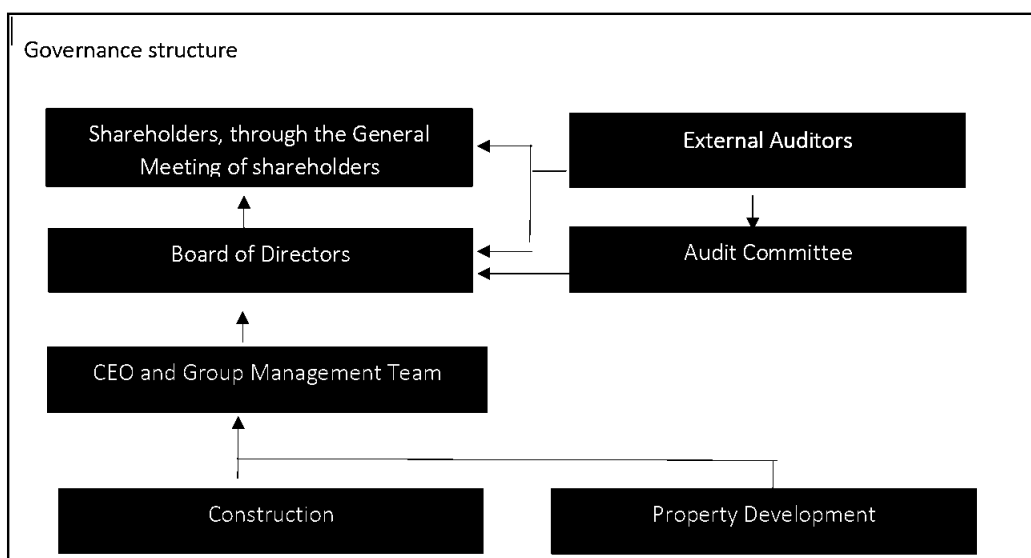 Governance structure
Shareholders, through the General
Meeting of shareholders
External Auditors
Board of Directors
Audit Committee
CEO and Group Management Team
Construction
Property Development